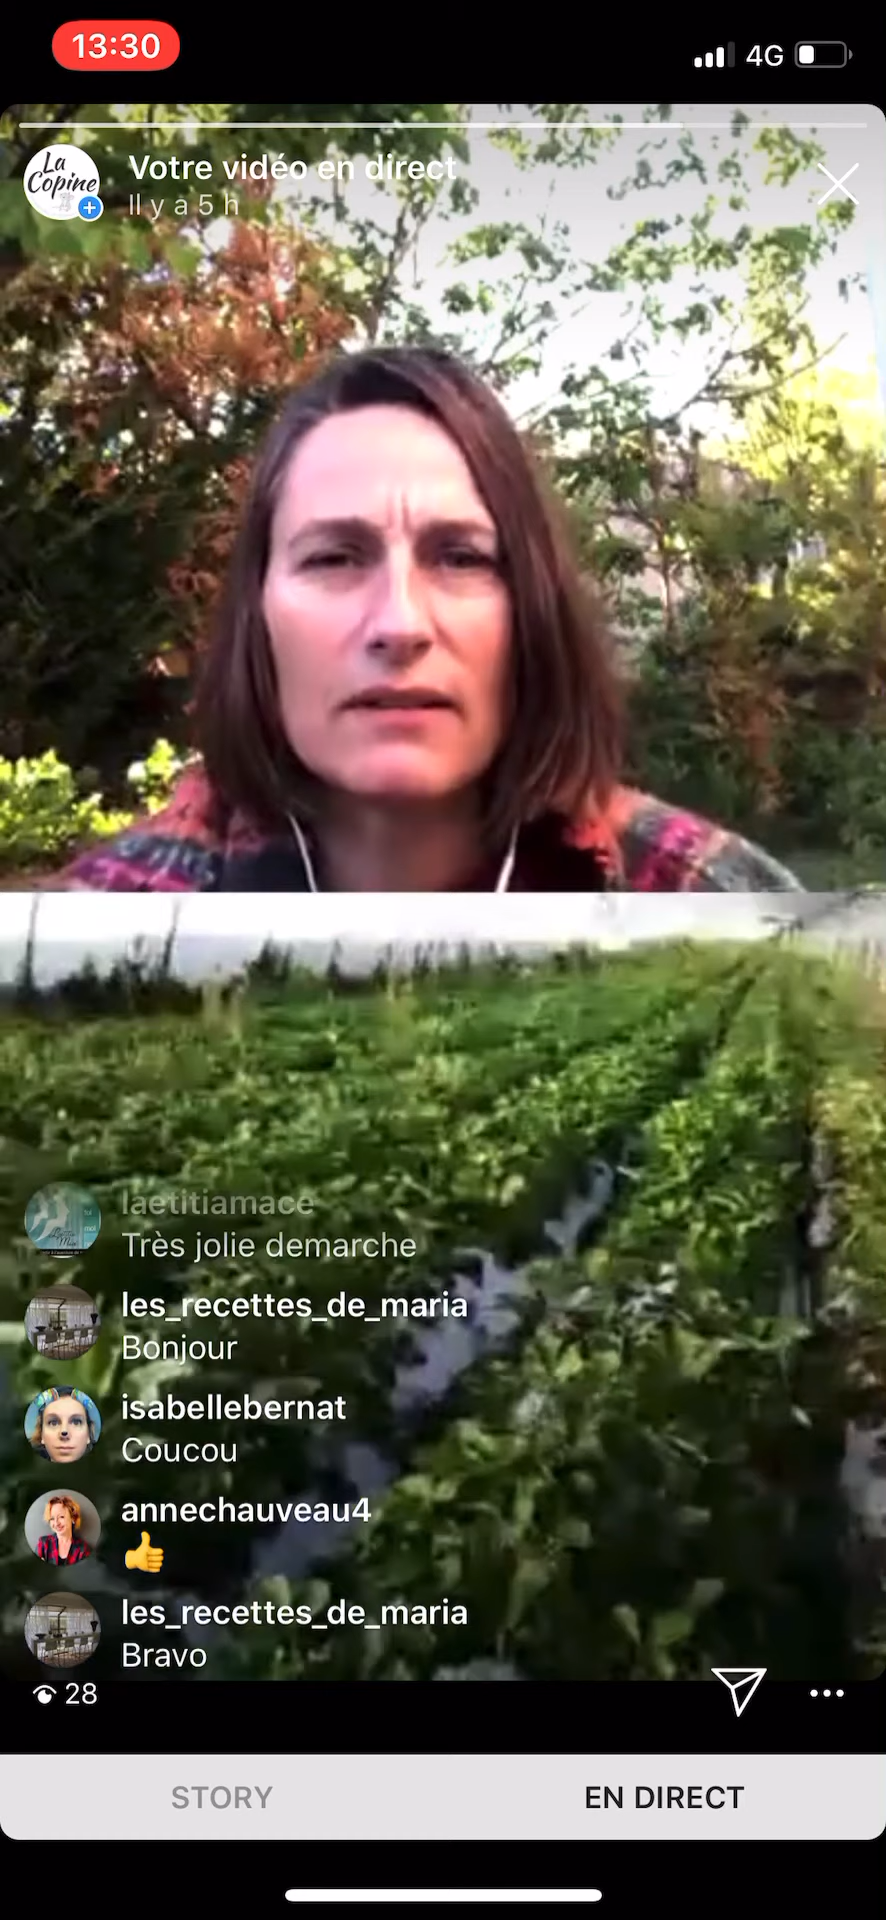 13:30
4G
La
Copine
Votre vidéo en direct
Il y a 5 h
laetitiamace
Très jolie demarche
les_recettes_de_maria
Bonjour
isabellebernat
Coucou
annechauveau4
👍
les_recettes_de_maria
Bravo
28
STORY
EN DIRECT